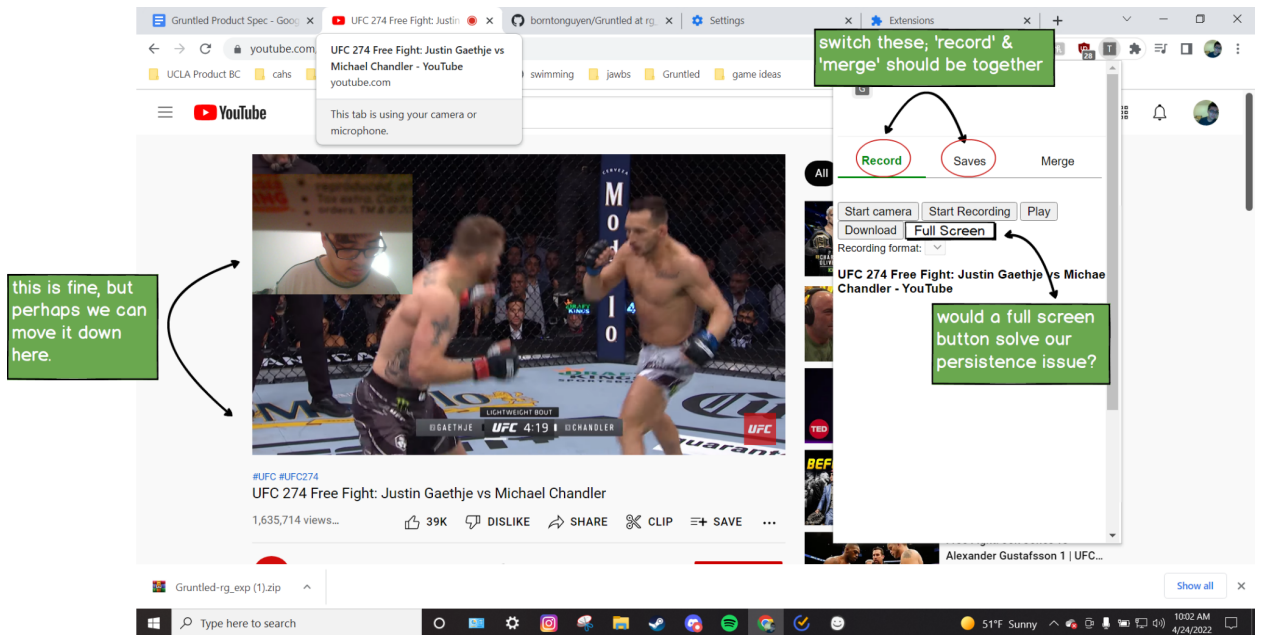 Gruntled Product Spec - Goog
UFC 274 Free Fight: Justin
borntonguyen/Gruntled at rg_
Settings
Extensions
youtube.com
UFC 274 Free Fight: Justin Gaethje vs
Michael Chandler - YouTube
youtube.com
This tab is using your camera or
microphone.
switch these; 'record' &
'merge' should be together
28
T
UCLA Product BC
cahs
swimming
jawbs
Gruntled
game ideas
G
YouTube
Record
Saves
Merge
All
Start camera
Start Recording
Play
Download
Full Screen
Recording format:
UFC 274 Free Fight: Justin Gaethje vs Michae
Chandler - YouTube
this is fine, but
perhaps we can
move it down
here.
would a full screen
button solve our
persistence issue?
Modelo
LIGHTWEIGHT BOUT
GAETHJE UFC 4:19 CHANDLER
UFC
TED
BEF
#UFC #UFC274
UFC 274 Free Fight: Justin Gaethje vs Michael Chandler
1,635,714 views...
39K
DISLIKE
SHARE
CLIP
SAVE
Alexander Gustafsson 1 | UFC...
Gruntled-rg_exp (1).zip
Show all
Type here to search
51°F Sunny
10:02 AM
4/24/2022